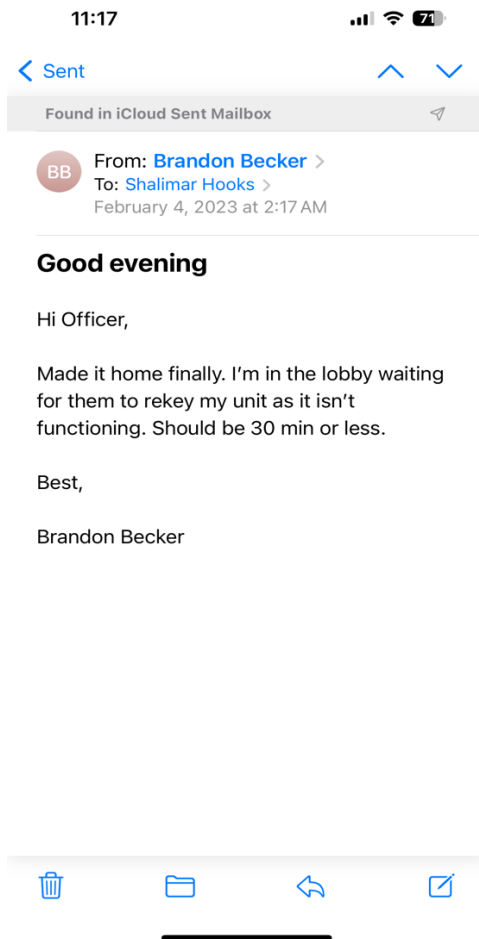 11:17
71
Sent
Found in iCloud Sent Mailbox
BB
From: Brandon Becker
To: Shalimar Hooks
February 4, 2023 at 2:17 AM
Good evening
Hi Officer,
Made it home finally. I’m in the lobby waiting
for them to rekey my unit as it isn’t
functioning. Should be 30 min or less.
Best,
Brandon Becker